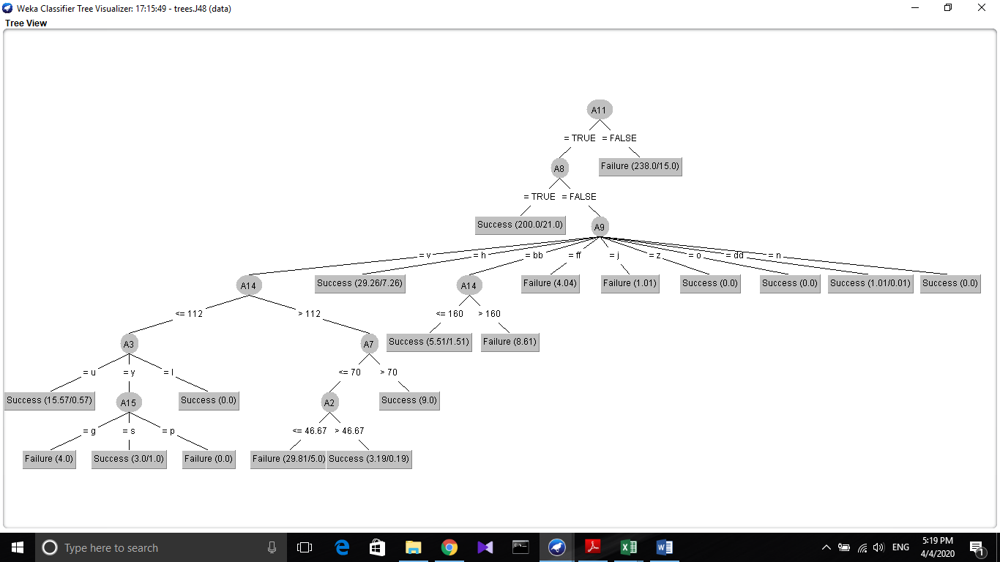 Weka Classifier Tree Visualizer: 17:15:49 - trees.J48 (data)
Tree View
A11
= TRUE = FALSE
A8 Failure (238.0/15.0)
= TRUE = FALSE
Success (200.0/21.0) A9
= v = h = bb = ff = j = z = o = dd = n
A14 Success (29.26/7.26) A14 Failure (4.04) Failure (1.01) Success (0.0) Success (0.0) Success (1.01/0.01) Success (0.0)
<= 112 > 112 <= 160 > 160
A3 A7 Success (5.51/1.51) Failure (8.61)
= u = y = l <= 70 > 70
Success (15.57/0.57) A15 Success (0.0) A2 Success (9.0)
= g = s = p <= 46.67 > 46.67
Failure (4.0) Success (3.0/1.0) Failure (0.0) Failure (29.81/5.0) Success (3.19/0.19)
Type here to search
ENG
5:19 PM
4/4/2020
1